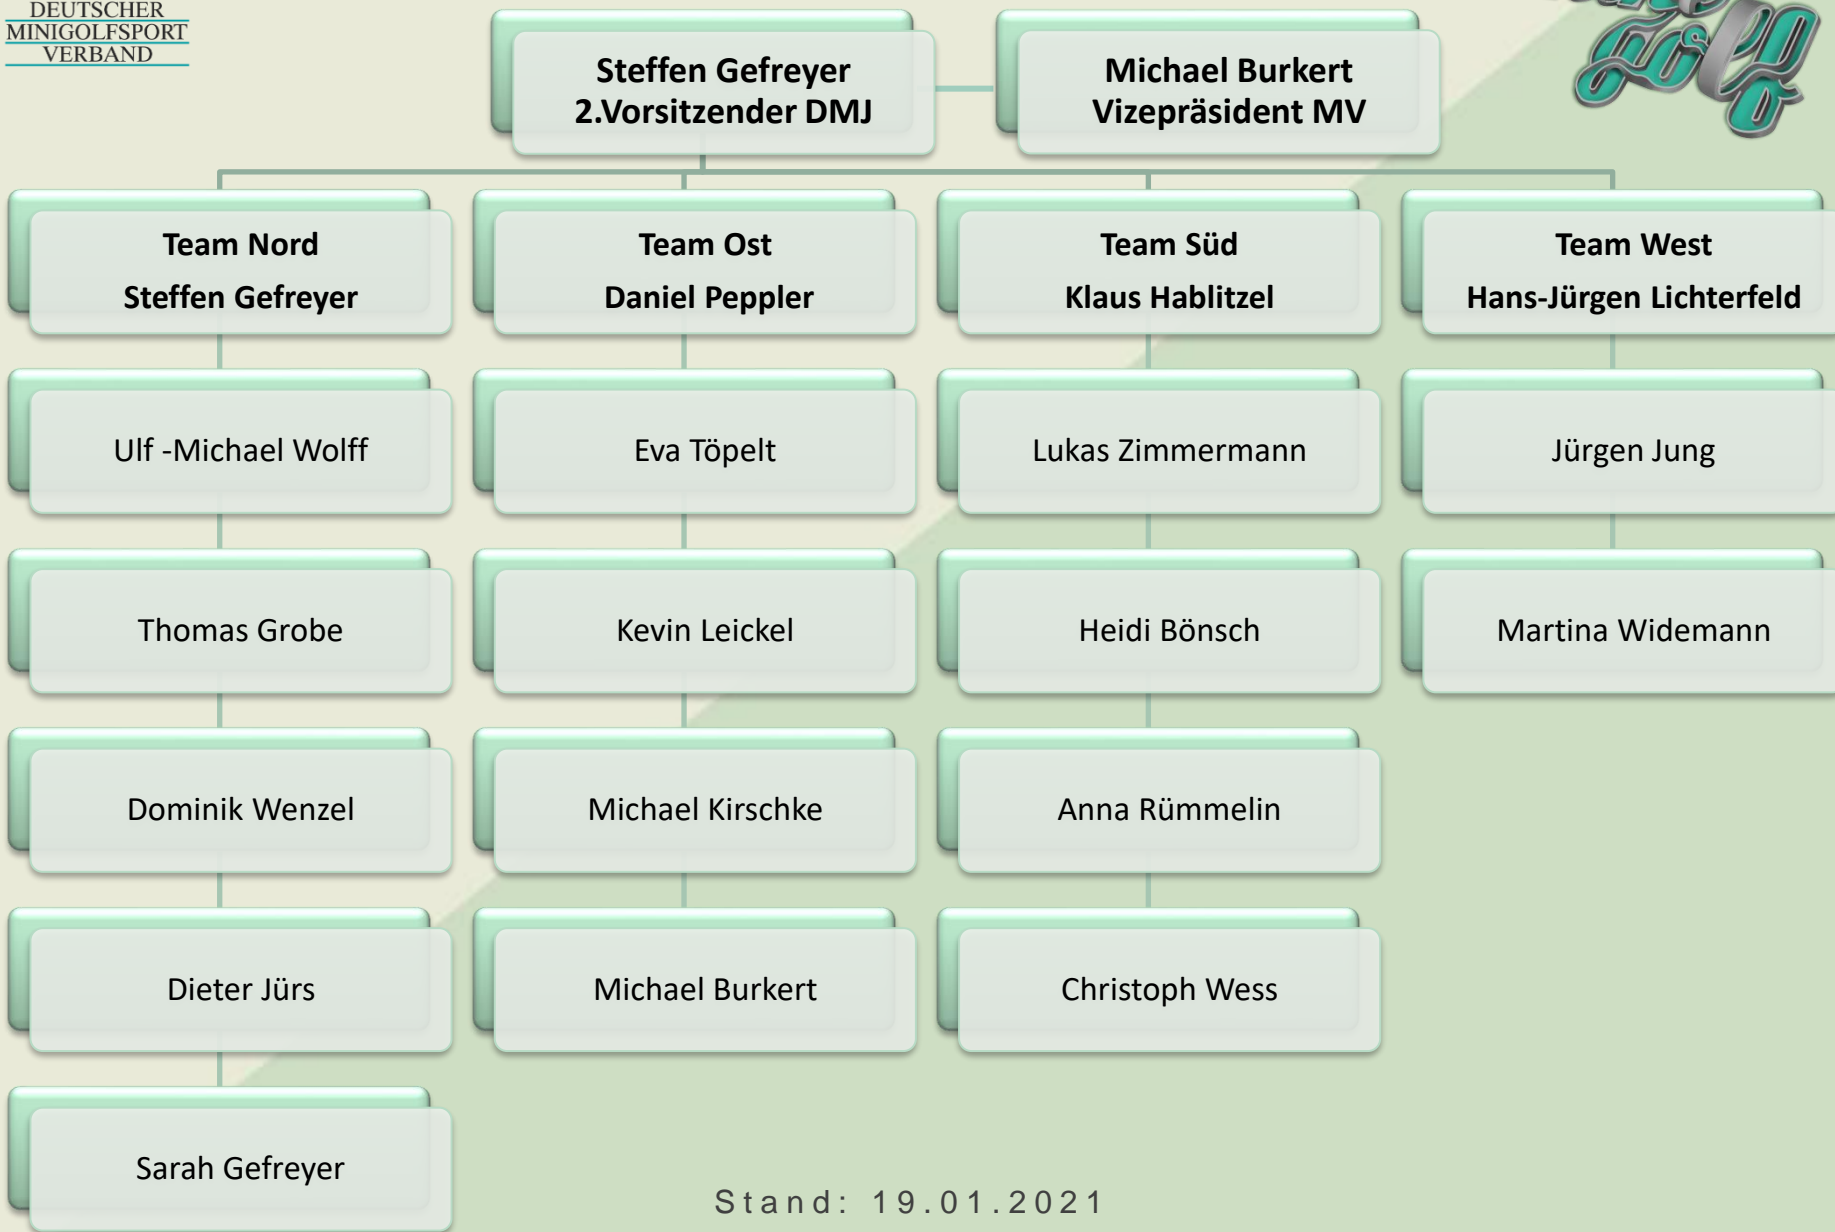 DEUTSCHER
MINIGOLFSPORT
VERBAND
golf
Steffen Gefreyer
2.Vorsitzender DMJ
Michael Burkert
Vizepräsident MV
Team Nord
Steffen Gefreyer
Team Ost
Daniel Peppler
Team Süd
Klaus Hablitzel
Team West
Hans-Jürgen Lichterfeld
Ulf -Michael Wolff
Eva Töpelt
Lukas Zimmermann
Jürgen Jung
Thomas Grobe
Kevin Leickel
Heidi Bönsch
Martina Widemann
Dominik Wenzel
Michael Kirschke
Anna Rümmelin
Dieter Jürs
Michael Burkert
Christoph Wess
Sarah Gefreyer
Stand: 19.01.2021